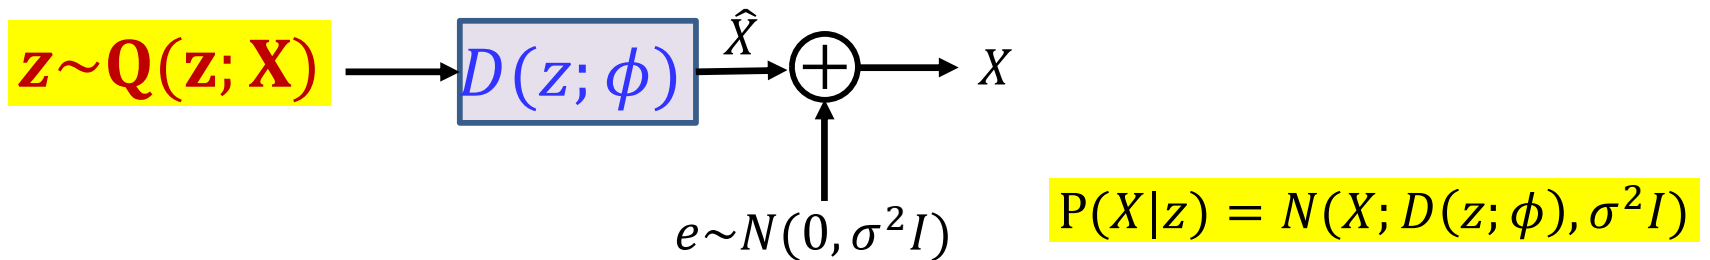 z~Q(z; X)
D(z; ϕ)
X̂
X
e~N(0, σ²I)
P(X|z) = N(X; D(z; ϕ), σ²I)